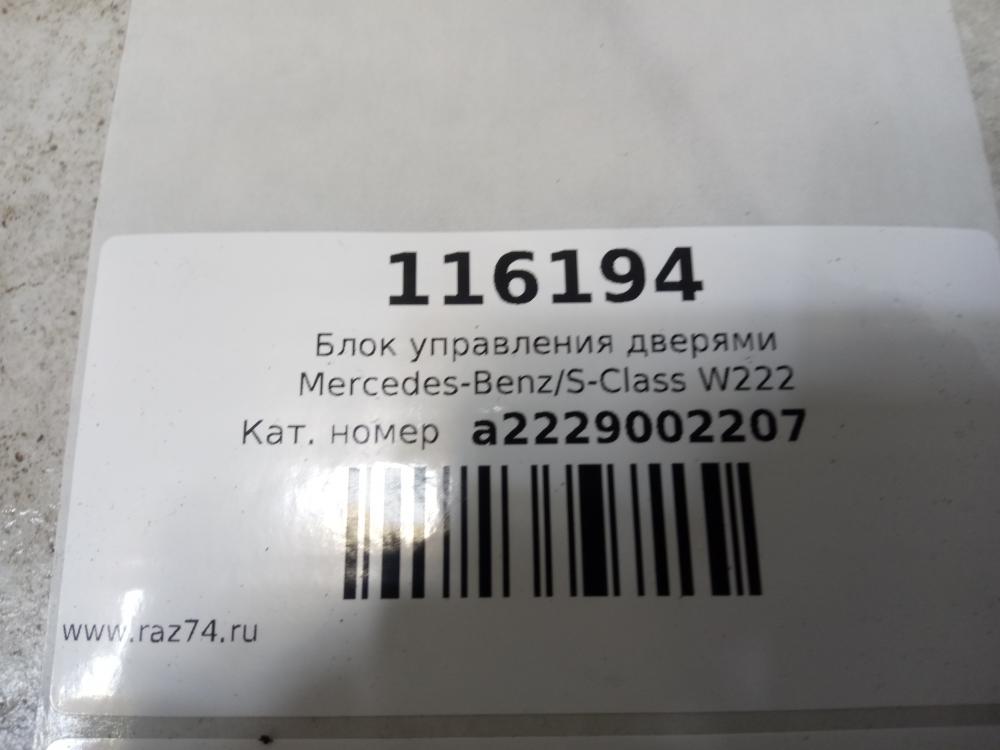 116194
Блок управления дверями
Mercedes-Benz/S-Class W222
Кат. номер a2229002207
www.raz74.ru